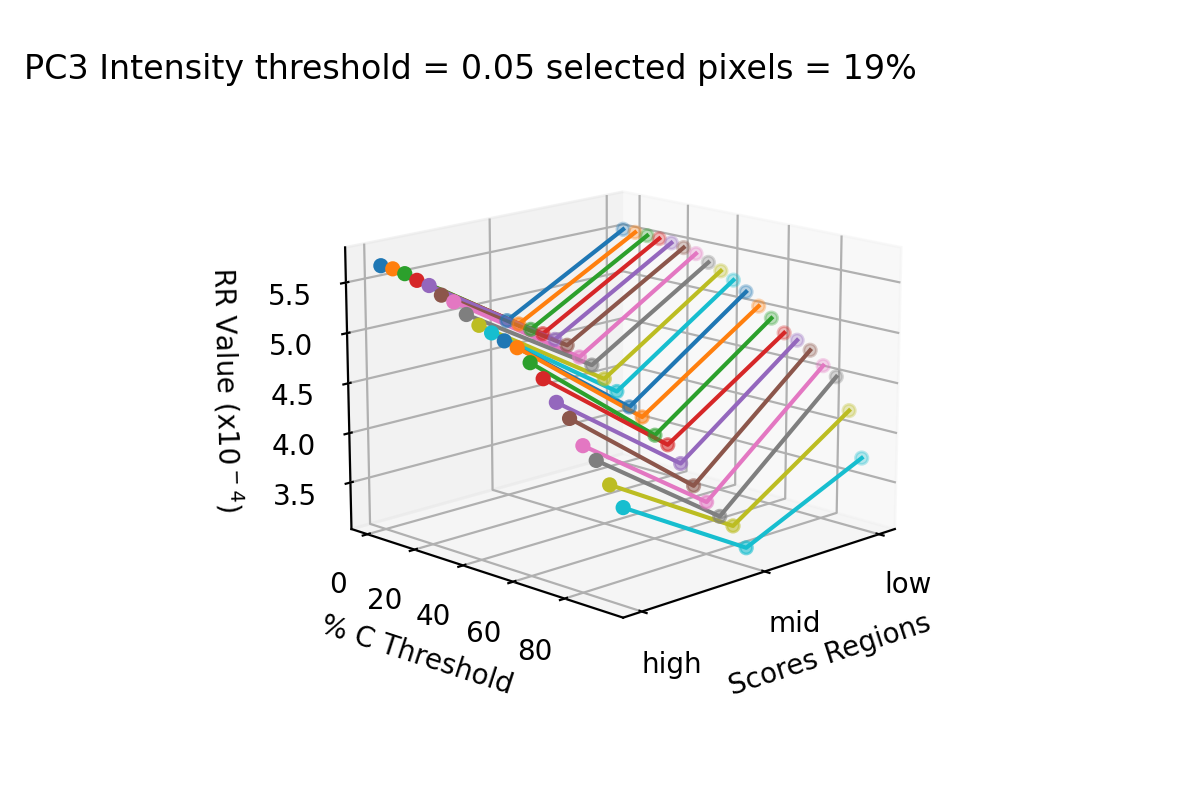 PC3 Intensity threshold = 0.05 selected pixels = 19%
RR Value (x10⁻⁴)
5.5
5.0
4.5
4.0
3.5
0
20
40
60
80
% C Threshold
high
mid
low
Scores Regions